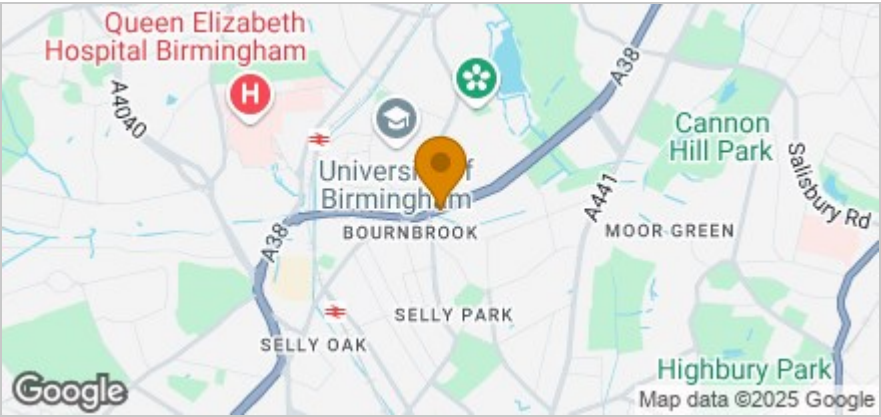 Queen Elizabeth
Hospital Birmingham
H
A4040
A38
Cannon
Hill Park
Salisbury Rd
University of
Birmingham
A441
A38
BOURNBROOK
MOOR GREEN
SELLY PARK
SELLY OAK
Highbury Park
Google
Map data ©2025 Google